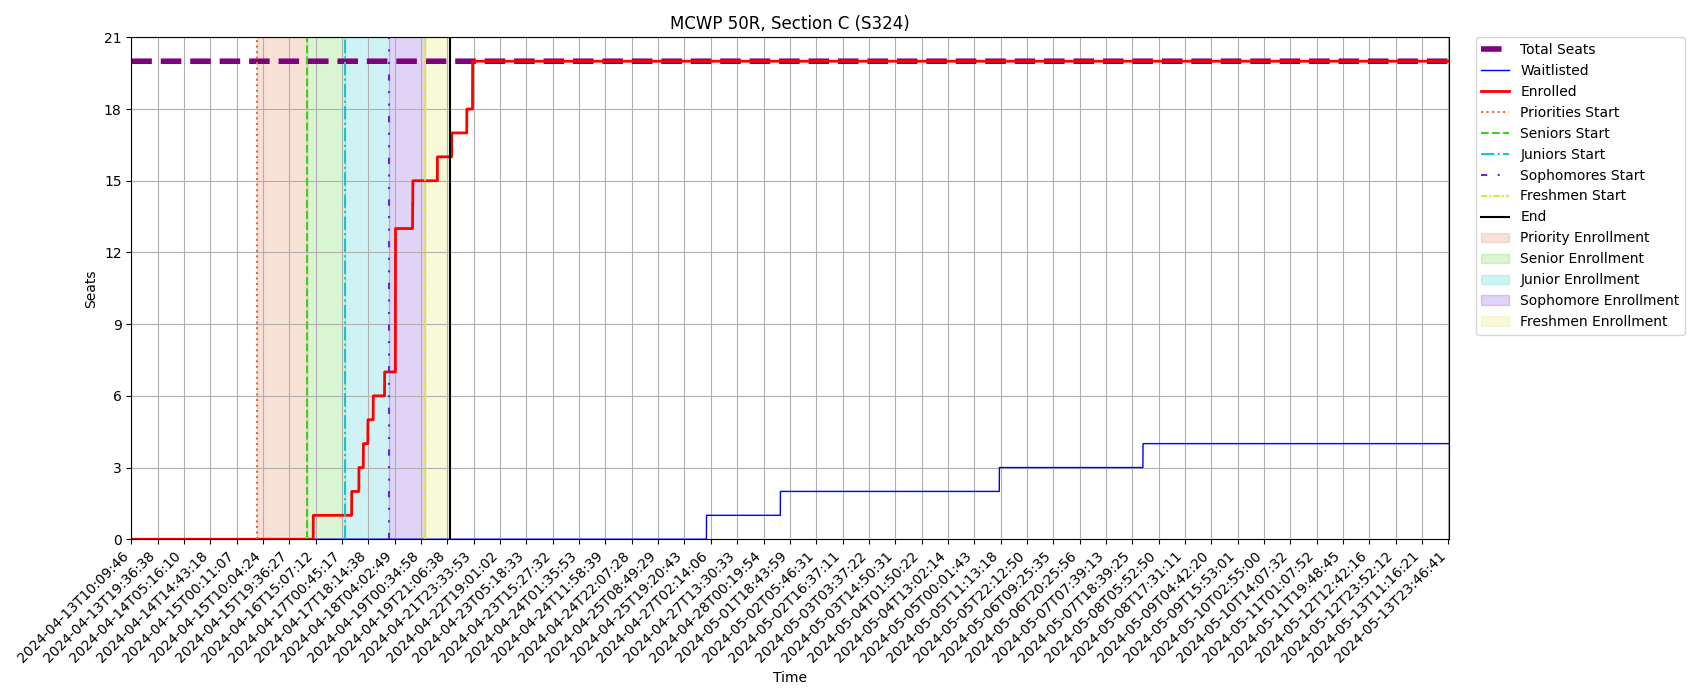 MCWP 50R, Section C (S324)
21
18
15
12
9
6
3
0
Seats
2024-04-13T10:09:46
2024-04-13T19:36:38
2024-04-14T05:16:10
2024-04-14T14:43:18
2024-04-15T00:11:07
2024-04-15T10:04:24
2024-04-15T19:36:27
2024-04-16T15:07:12
2024-04-17T00:45:17
2024-04-17T18:14:38
2024-04-18T04:02:49
2024-04-19T00:34:58
2024-04-19T21:06:38
2024-04-21T23:33:53
2024-04-22T19:01:02
2024-04-23T05:18:33
2024-04-23T15:27:32
2024-04-24T01:35:53
2024-04-24T11:58:39
2024-04-24T22:07:28
2024-04-25T08:49:29
2024-04-25T19:20:43
2024-04-27T02:14:06
2024-04-27T13:30:33
2024-04-28T00:19:54
2024-05-01T18:43:59
2024-05-02T05:46:31
2024-05-02T16:37:11
2024-05-03T03:37:22
2024-05-03T14:50:31
2024-05-04T01:50:22
2024-05-04T13:02:14
2024-05-05T00:01:43
2024-05-05T11:13:18
2024-05-05T22:12:50
2024-05-06T09:25:35
2024-05-06T20:25:56
2024-05-07T07:39:13
2024-05-07T18:39:25
2024-05-08T05:52:50
2024-05-08T17:31:11
2024-05-09T04:42:20
2024-05-09T15:53:01
2024-05-10T02:55:00
2024-05-10T14:07:32
2024-05-11T01:07:52
2024-05-11T19:48:45
2024-05-12T12:42:16
2024-05-12T23:52:12
2024-05-13T11:16:21
2024-05-13T23:46:41
Time
Total Seats
Waitlisted
Enrolled
Priorities Start
Seniors Start
Juniors Start
Sophomores Start
Freshmen Start
End
Priority Enrollment
Senior Enrollment
Junior Enrollment
Sophomore Enrollment
Freshmen Enrollment